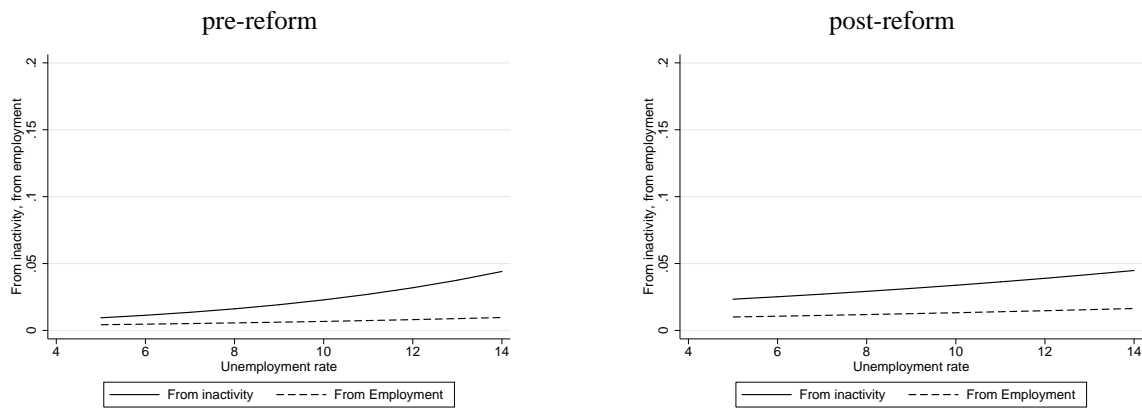 pre-reform
From inactivity, from employment
.2
.15
.1
.05
0
4 6 8 10 12 14
Unemployment rate
From inactivity From Employment
post-reform
From inactivity, from employment
.2
.15
.1
.05
0
4 6 8 10 12 14
Unemployment rate
From inactivity From Employment